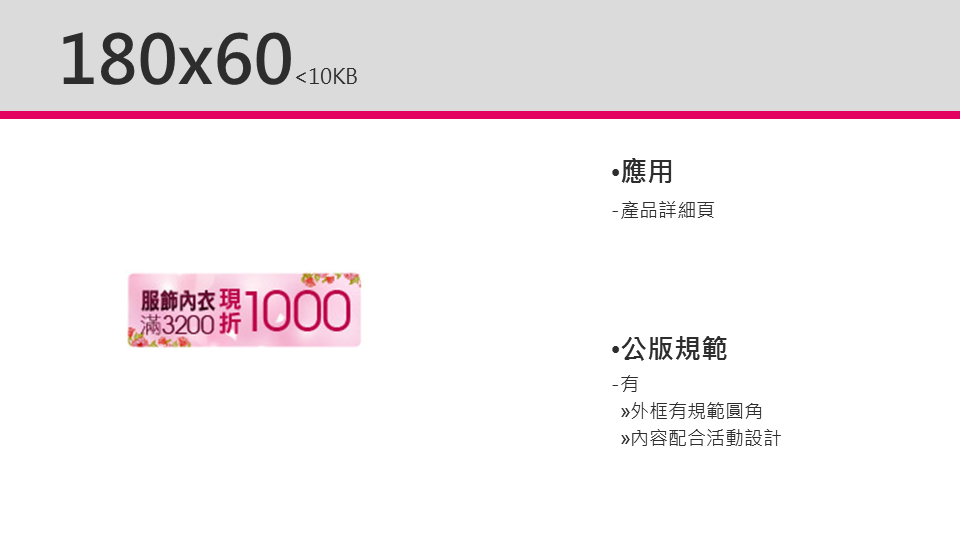 180x60<10KB
•應用
-產品詳細頁
服飾內衣現
滿3200折1000
•公版規範
-有
»外框有規範圓角
»內容配合活動設計